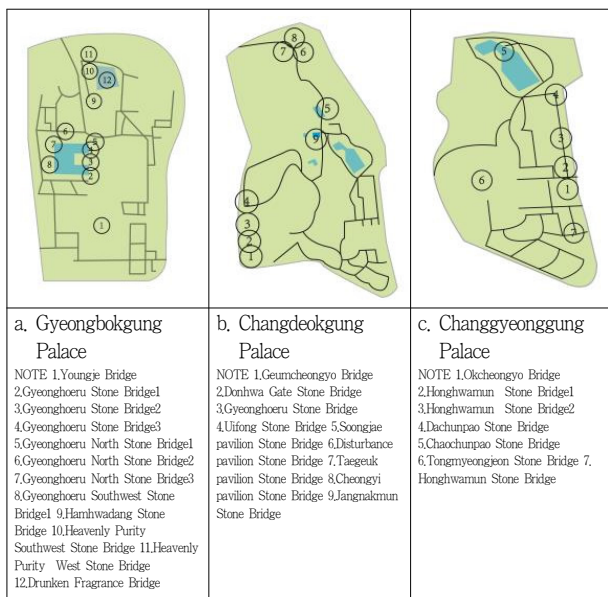 11
10
12
9
6
5
7
4
3
8
2
1
8
7
6
5
9
4
3
2
1
5
4
3
2
6
1
7
a. Gyeongbokgung
Palace
NOTE 1,Youngje Bridge
2,Gyeonghoeru Stone Bridge1
3,Gyeonghoeru Stone Bridge2
4,Gyeonghoeru Stone Bridge3
5,Gyeonghoeru North Stone Bridge1
6,Gyeonghoeru North Stone Bridge2
7,Gyeonghoeru North Stone Bridge3
8,Gyeonghoeru Southwest Stone
Bridge1 9,Hamhwadang Stone
Bridge 10,Heavenly Purity
Southwest Stone Bridge 11,Heavenly
Purity West Stone Bridge
12,Drunken Fragrance Bridge
b. Changdeokgung
Palace
NOTE 1,Geumcheongyo Bridge
2,Donhwa Gate Stone Bridge
3,Gyeonghoeru Stone Bridge
4,Uifong Stone Bridge 5,Soongjae
pavilion Stone Bridge 6,Disturbance
pavilion Stone Bridge 7,Taegeuk
pavilion Stone Bridge 8,Cheongyi
pavilion Stone Bridge 9,Jangnakmun
Stone Bridge
c. Changgyeonggung
Palace
NOTE 1,Okcheongyo Bridge
2,Honghwamun Stone Bridge1
3,Honghwamun Stone Bridge2
4,Dachunpao Stone Bridge
5,Chaochunpao Stone Bridge
6,Tongmyeongjeon Stone Bridge 7,
Honghwamun Stone Bridge